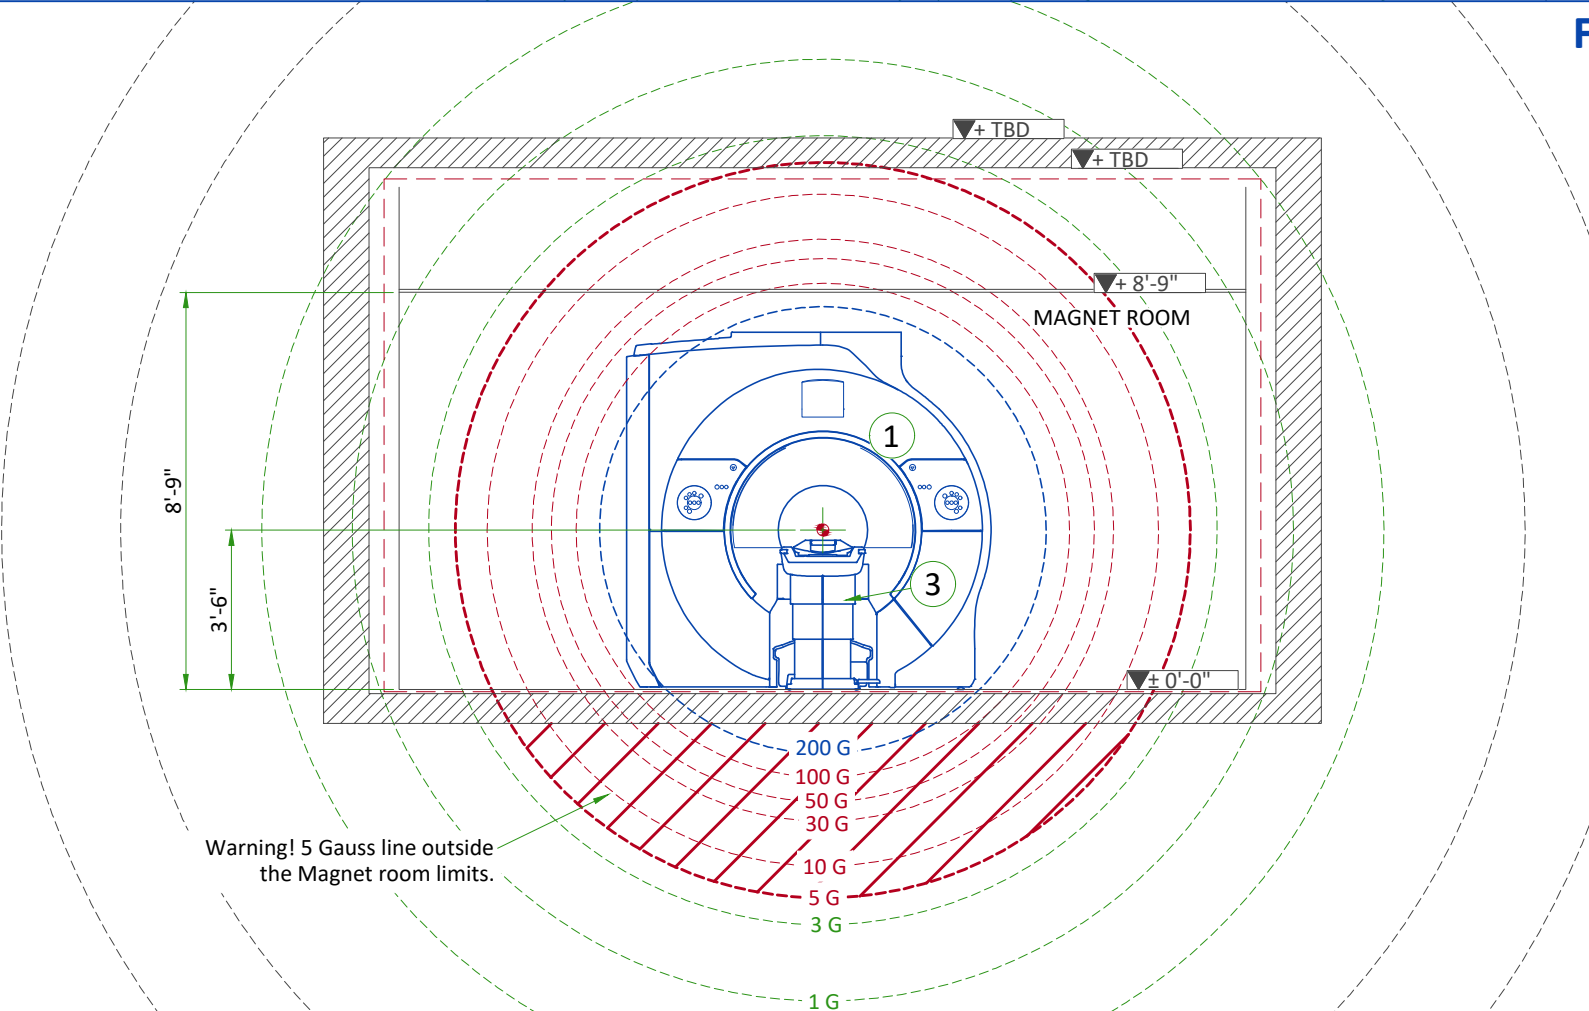 F
+ TBD
+ TBD
+ 8'-9"
MAGNET ROOM
1
8'-9"
3
3'-6"
± 0'-0"
200 G
100 G
50 G
30 G
Warning! 5 Gauss line outside
the Magnet room limits.
10 G
5 G
3 G
1 G